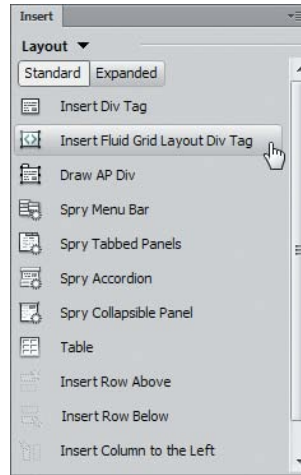 Insert
Layout
Standard Expanded
Insert Div Tag
Insert Fluid Grid Layout Div Tag
Draw AP Div
Spry Menu Bar
Spry Tabbed Panels
Spry Accordion
Spry Collapsible Panel
Table
Insert Row Above
Insert Row Below
Insert Column to the Left